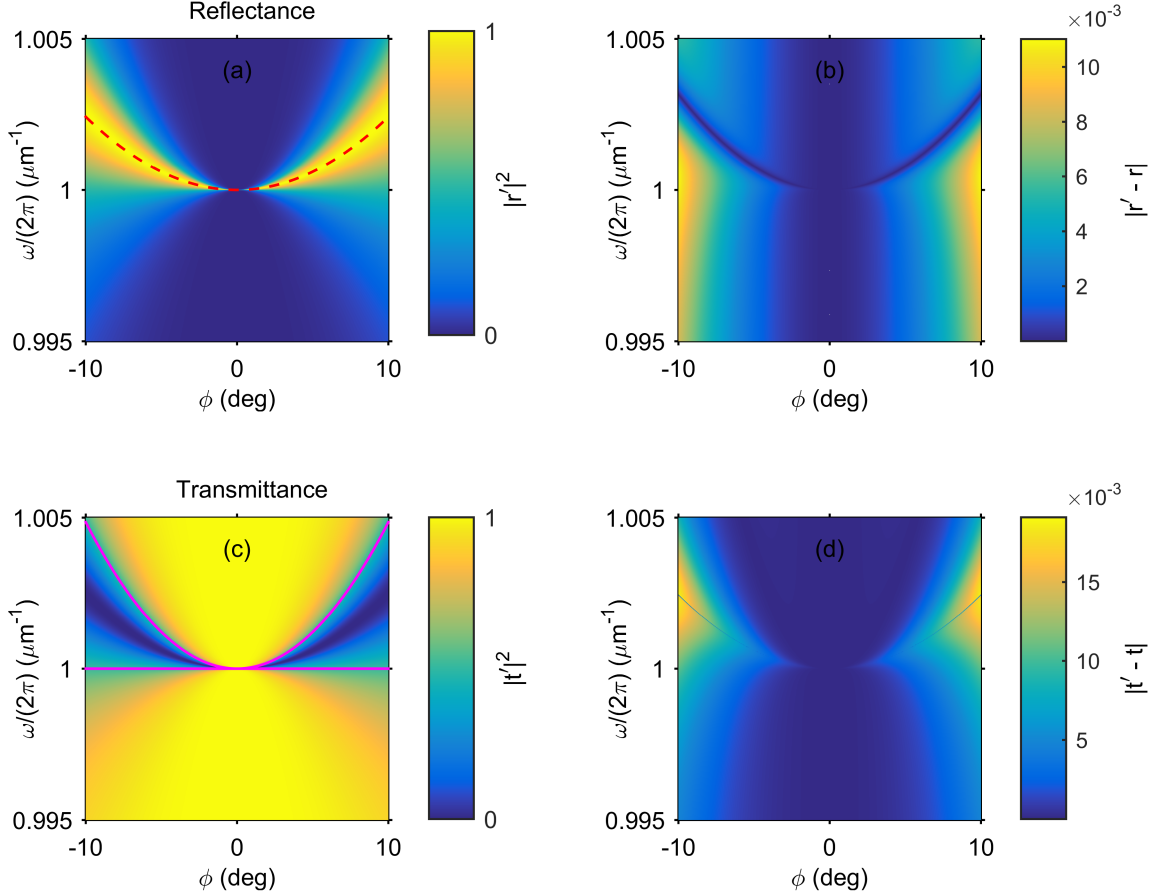 Reflectance
1.005
1
0.995
ω/(2π) (μm⁻¹)
(a)
-10 0 10
ϕ (deg)
1
0
|r′|²
1.005
1
0.995
ω/(2π) (μm⁻¹)
(b)
-10 0 10
ϕ (deg)
×10⁻³
10
8
6
4
2
|r′ - r|
Transmittance
1.005
1
0.995
ω/(2π) (μm⁻¹)
(c)
-10 0 10
ϕ (deg)
1
0
|t′|²
1.005
1
0.995
ω/(2π) (μm⁻¹)
(d)
-10 0 10
ϕ (deg)
×10⁻³
15
10
5
|t′ - t|